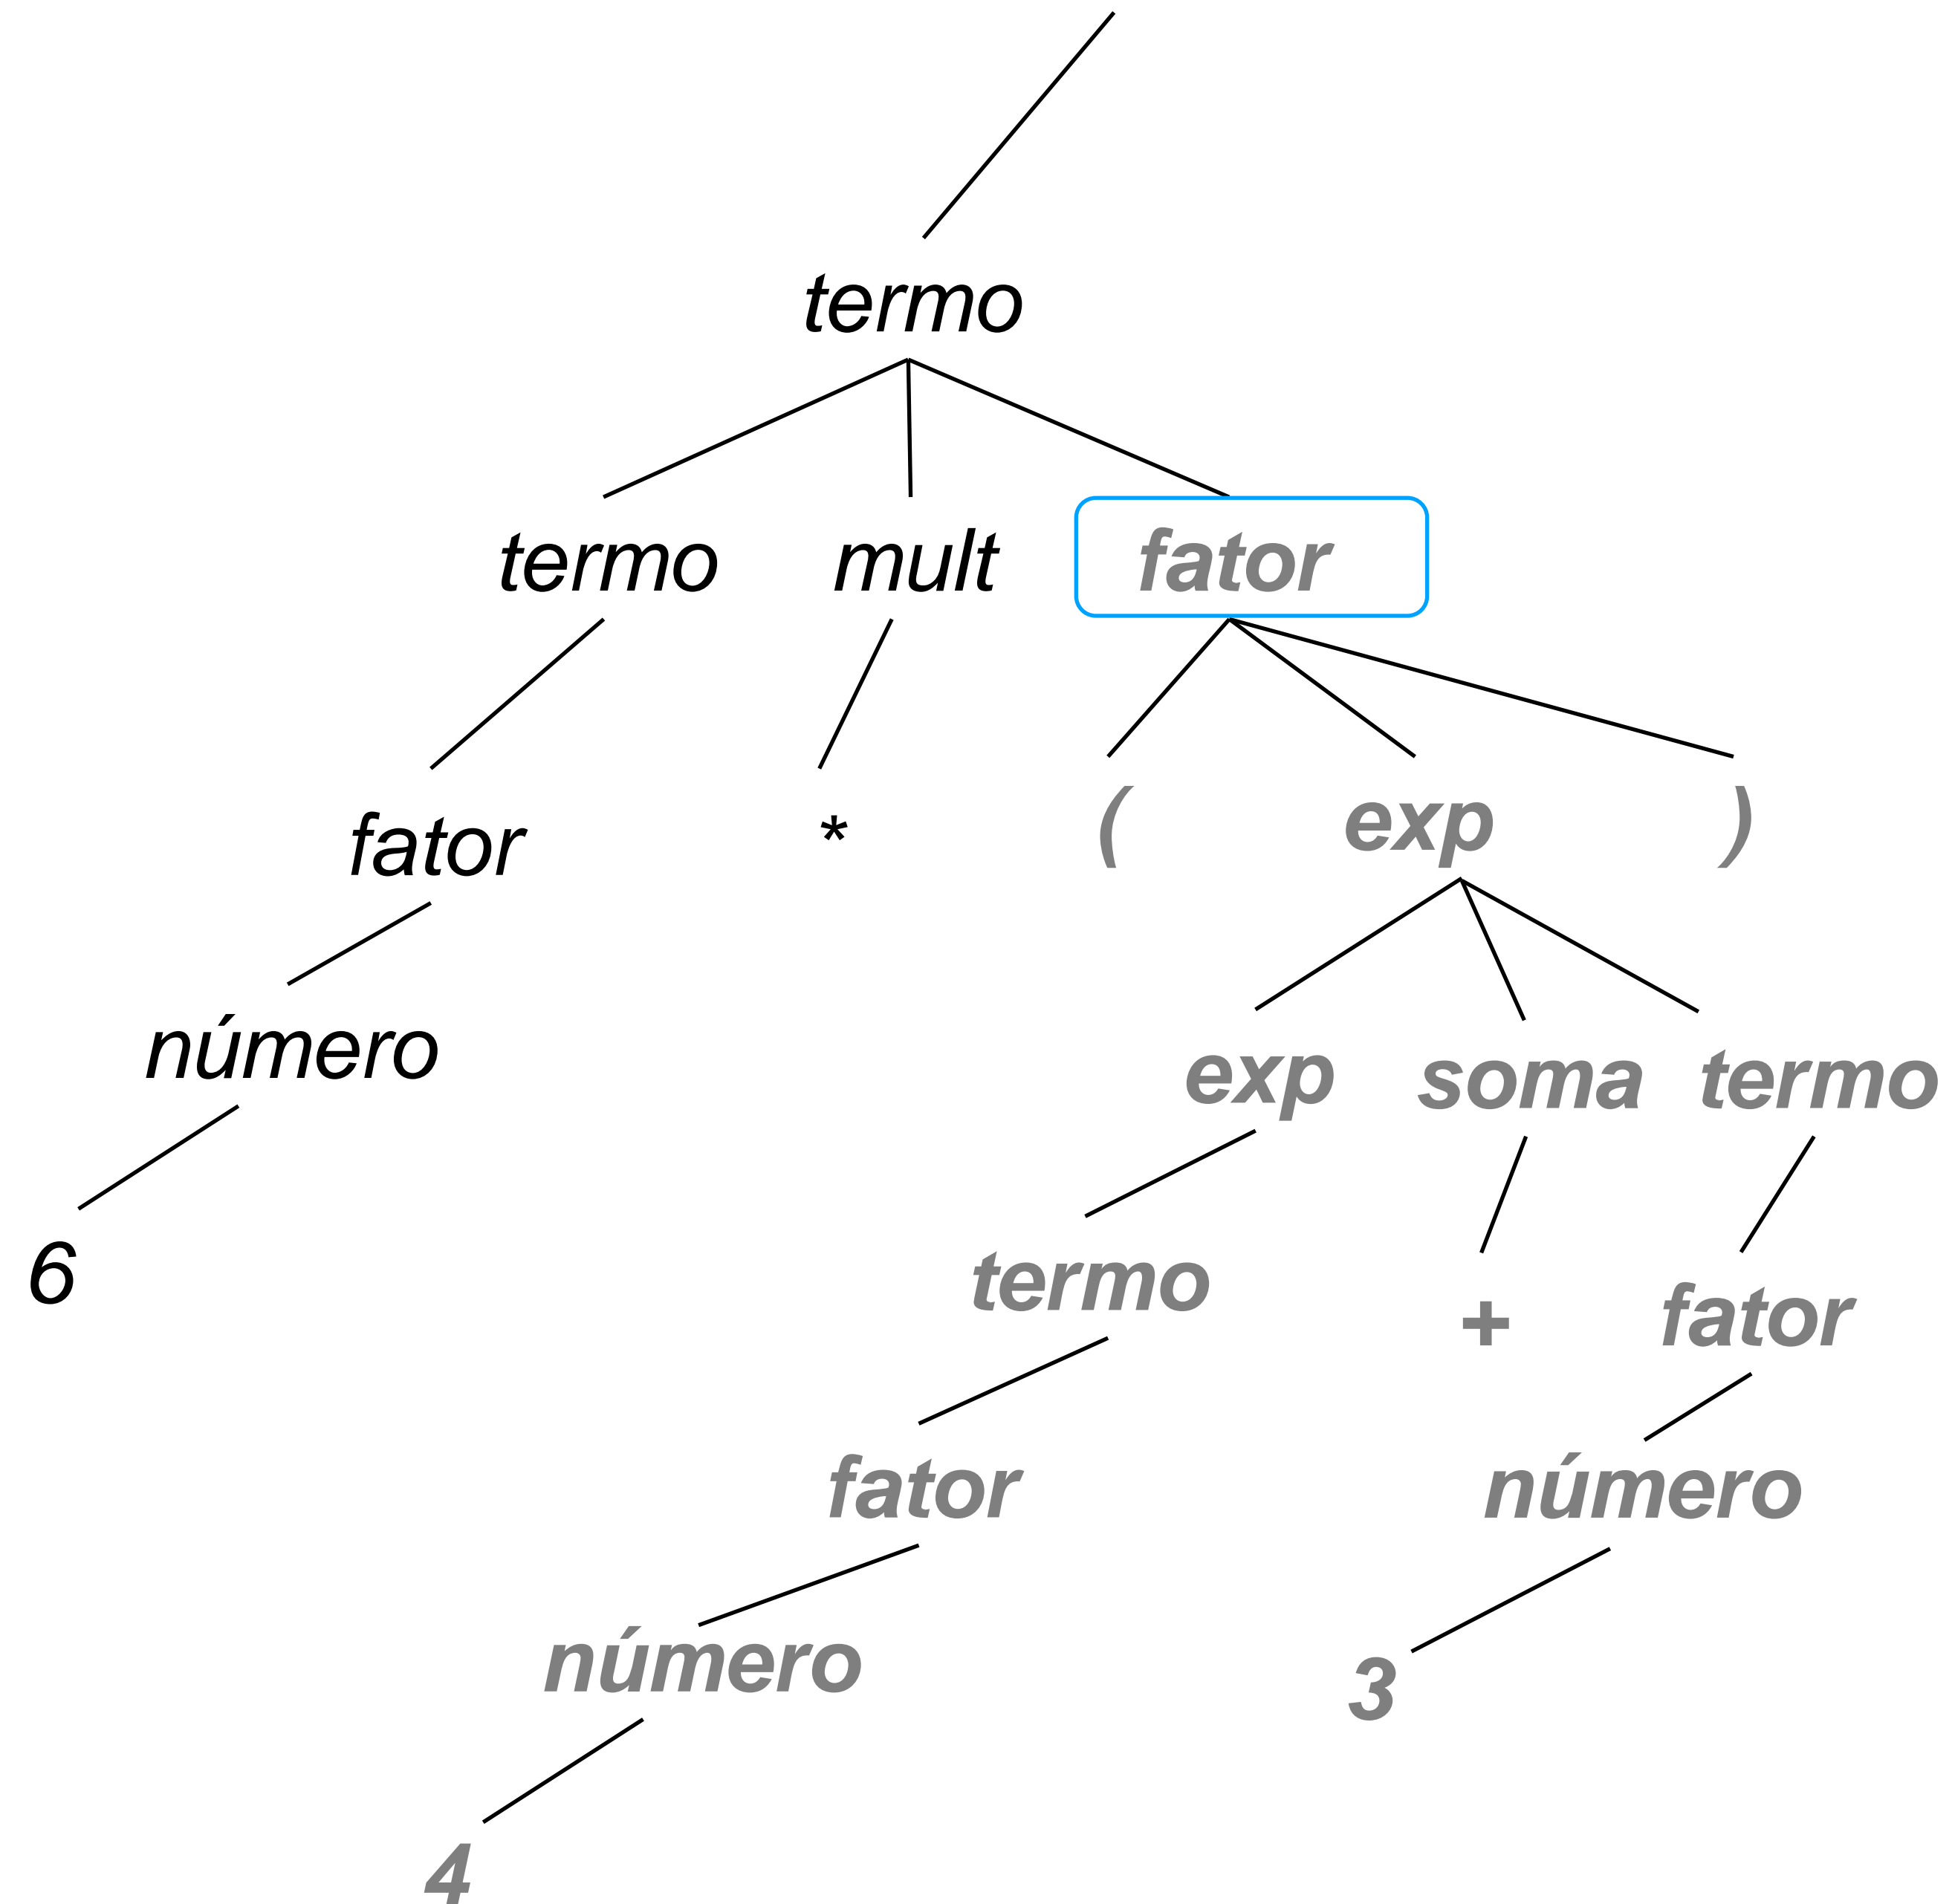 termo
termo mult fator
fator * ( exp )
número exp soma termo
6 termo + fator
fator número
número 3
4